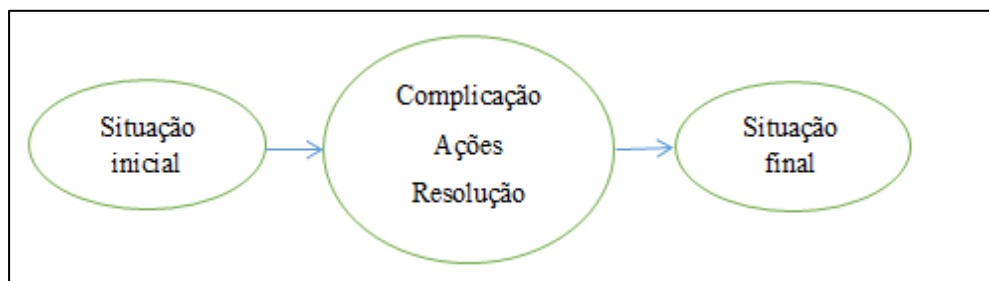 Situação
inicial
Complicação
Ações
Resolução
Situação
final